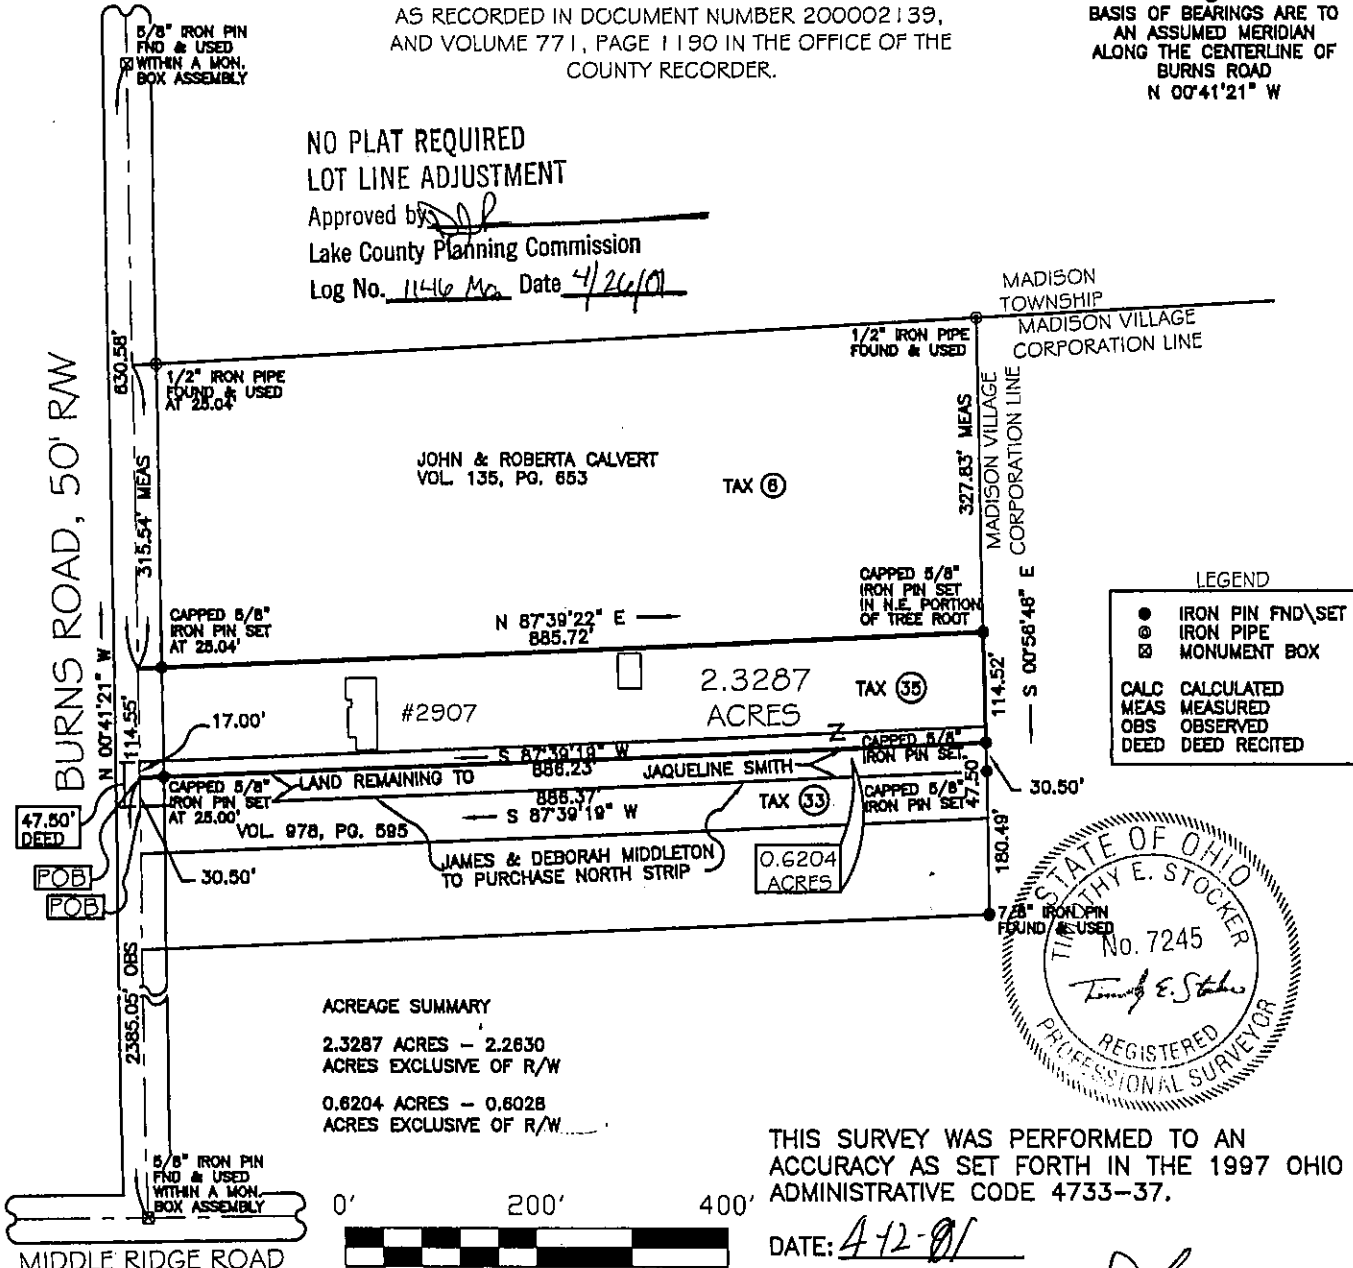 AS RECORDED IN DOCUMENT NUMBER 200002139,
AND VOLUME 771, PAGE 1190 IN THE OFFICE OF THE
COUNTY RECORDER.
BASIS OF BEARINGS ARE TO
AN ASSUMED MERIDIAN
ALONG THE CENTERLINE OF
BURNS ROAD
N 00°41'21" W
5/8" IRON PIN
FND & USED
WITHIN A MON.
BOX ASSEMBLY
NO PLAT REQUIRED
LOT LINE ADJUSTMENT
Approved by
Lake County Planning Commission
Log No. 1146 Ma Date 4/26/01
MADISON
TOWNSHIP
MADISON VILLAGE
CORPORATION LINE
1/2" IRON PIPE
FOUND & USED
1/2" IRON PIPE
FOUND & USED
AT 25.04'
630.58'
BURNS ROAD, 50' R/W
315.54' MEAS
JOHN & ROBERTA CALVERT
VOL. 135, PG. 653
TAX 6
327.83' MEAS
MADISON VILLAGE
CORPORATION LINE
CAPPED 5/8"
IRON PIN SET
IN N.E. PORTION
OF TREE ROOT
CAPPED 5/8"
IRON PIN SET
AT 25.04'
N 87°39'22" E
885.72'
S 00°56'46" E
LEGEND
IRON PIN FND\SET
IRON PIPE
MONUMENT BOX
CALC CALCULATED
MEAS MEASURED
OBS OBSERVED
DEED DEED RECITED
N 00°41'21" W
114.55'
17.00'
#2907
2.3287
ACRES
TAX 35
114.52'
Z
S 87°39'19" W
886.23'
CAPPED 5/8"
IRON PIN SET
CAPPED 5/8"
IRON PIN SET
AT 25.00'
LAND REMAINING TO
JAQUELINE SMITH
886.37'
S 87°39'19" W
TAX 33
CAPPED 5/8"
IRON PIN SET
47.50'
30.50'
47.50'
DEED
VOL. 978, PG. 595
JAMES & DEBORAH MIDDLETON
TO PURCHASE NORTH STRIP
0.6204
ACRES
180.49'
POB
POB
30.50'
7/8" IRON PIN
FOUND & USED
STATE OF OHIO
TIMOTHY E. STOCKER
No. 7245
Timothy E. Stocker
REGISTERED
PROFESSIONAL SURVEYOR
2385.05' OBS
ACREAGE SUMMARY
2.3287 ACRES – 2.2630
ACRES EXCLUSIVE OF R/W
0.6204 ACRES – 0.6028
ACRES EXCLUSIVE OF R/W
5/8" IRON PIN
FND & USED
WITHIN A MON.
BOX ASSEMBLY
MIDDLE RIDGE ROAD
0' 200' 400'
THIS SURVEY WAS PERFORMED TO AN
ACCURACY AS SET FORTH IN THE 1997 OHIO
ADMINISTRATIVE CODE 4733–37.
DATE: 4-12-01